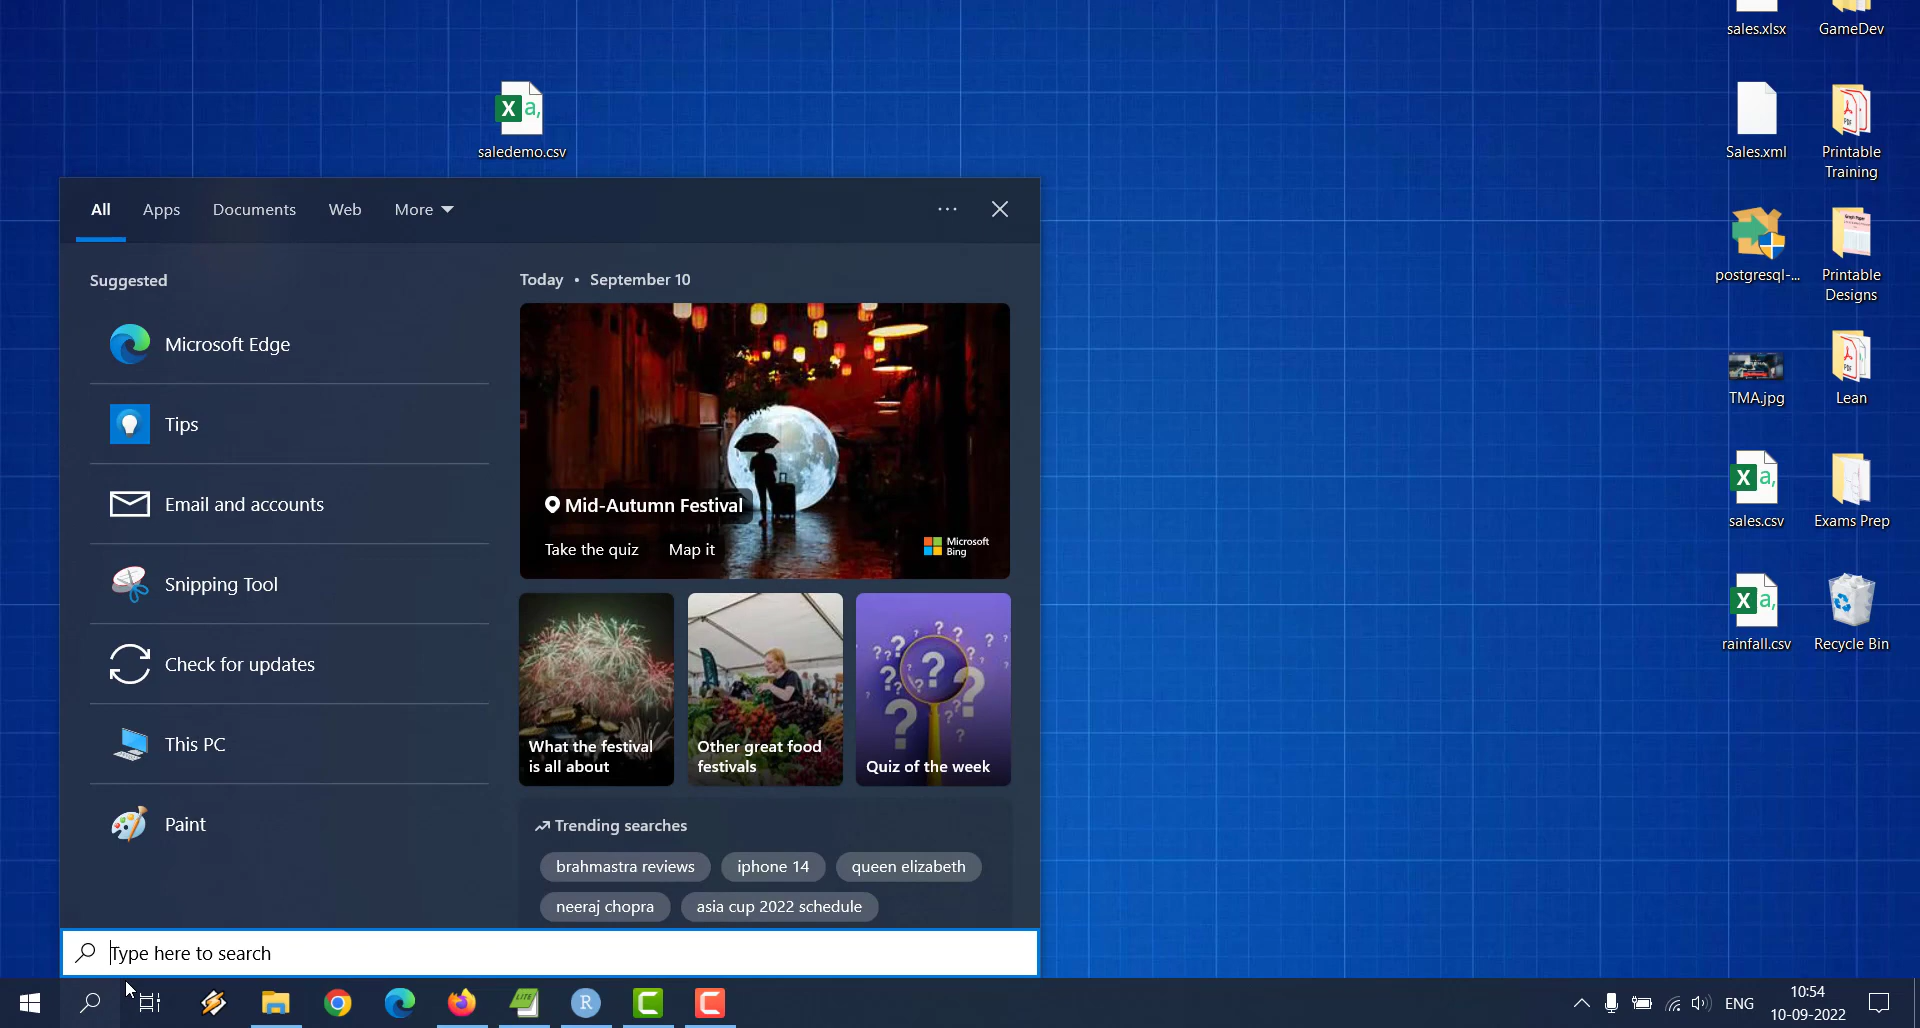 sales.xlsx
GameDev
saledemo.csv
Sales.xml
Printable
Training
All
Apps
Documents
Web
More
Suggested
Today • September 10
postgresql-...
Printable
Designs
Microsoft Edge
Tips
Email and accounts
Snipping Tool
Check for updates
This PC
Paint
Mid-Autumn Festival
Take the quiz
Map it
Microsoft
Bing
TMA.jpg
Lean
sales.csv
Exams Prep
rainfall.csv
Recycle Bin
What the festival
is all about
Other great food
festivals
Quiz of the week
Trending searches
brahmastra reviews
iphone 14
queen elizabeth
neeraj chopra
asia cup 2022 schedule
Type here to search
LITE
R
ENG
10:54
10-09-2022